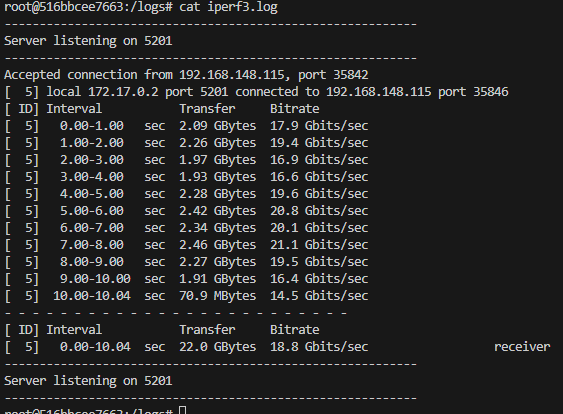 root@516bbcee7663:/logs# cat iperf3.log
-----------------------------------------------------------
Server listening on 5201
-----------------------------------------------------------
Accepted connection from 192.168.148.115, port 35842
[  5] local 172.17.0.2 port 5201 connected to 192.168.148.115 port 35846
[ ID] Interval           Transfer     Bitrate
[  5]   0.00-1.00   sec  2.09 GBytes  17.9 Gbits/sec
[  5]   1.00-2.00   sec  2.26 GBytes  19.4 Gbits/sec
[  5]   2.00-3.00   sec  1.97 GBytes  16.9 Gbits/sec
[  5]   3.00-4.00   sec  1.93 GBytes  16.6 Gbits/sec
[  5]   4.00-5.00   sec  2.28 GBytes  19.6 Gbits/sec
[  5]   5.00-6.00   sec  2.42 GBytes  20.8 Gbits/sec
[  5]   6.00-7.00   sec  2.34 GBytes  20.1 Gbits/sec
[  5]   7.00-8.00   sec  2.46 GBytes  21.1 Gbits/sec
[  5]   8.00-9.00   sec  2.27 GBytes  19.5 Gbits/sec
[  5]   9.00-10.00  sec  1.91 GBytes  16.4 Gbits/sec
[  5]  10.00-10.04  sec  70.9 MBytes  14.5 Gbits/sec
- - - - - - - - - - - - - - - - - - - - - - - - -
[ ID] Interval           Transfer     Bitrate
[  5]   0.00-10.04  sec  22.0 GBytes  18.8 Gbits/sec                  receiver
-----------------------------------------------------------
Server listening on 5201
-----------------------------------------------------------
root@516bbcee7663:/logs#